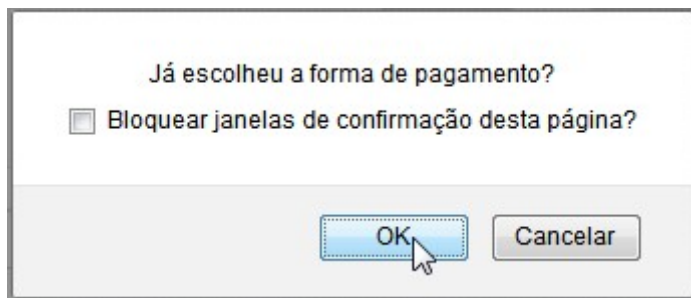 Já escolheu a forma de pagamento?
Bloquear janelas de confirmação desta página?
OK
Cancelar